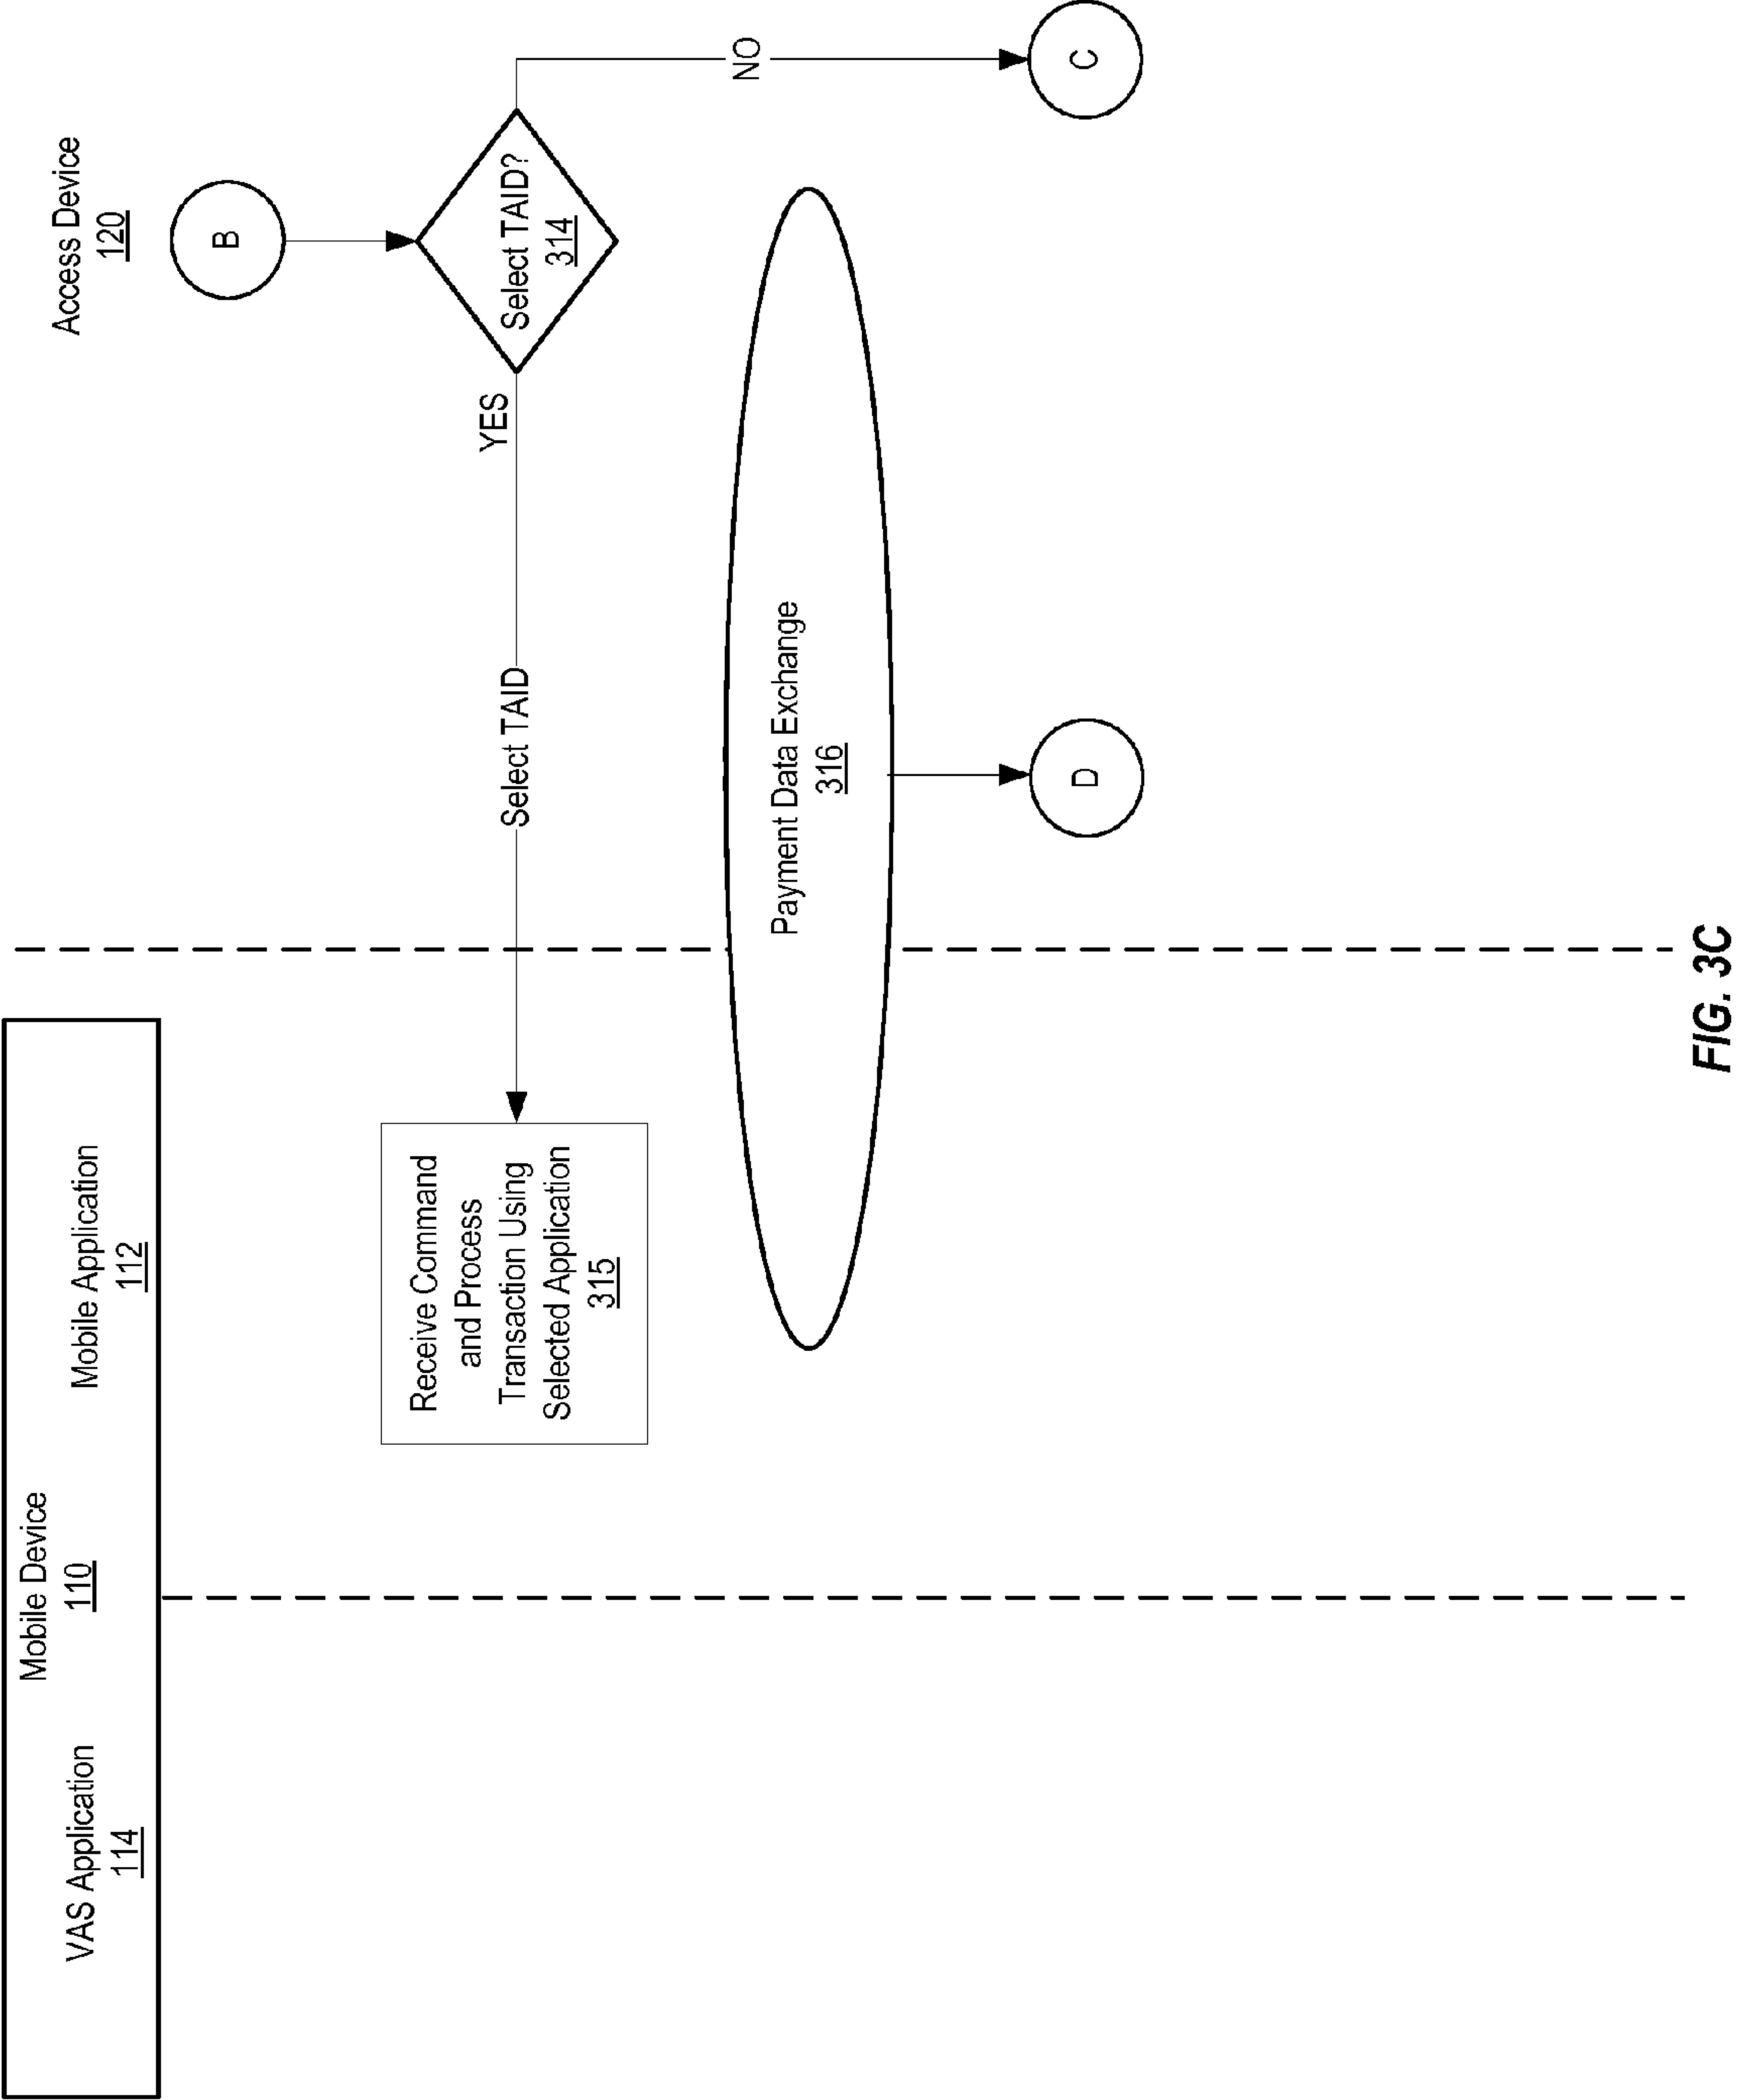 Mobile Device
110
VAS Application
114
Mobile Application
112
Access Device
120
B
Select TAID?
314
YES
NO
Select TAID
Receive Command
and Process
Transaction Using
Selected Application
315
Payment Data Exchange
316
D
C
FIG. 3C